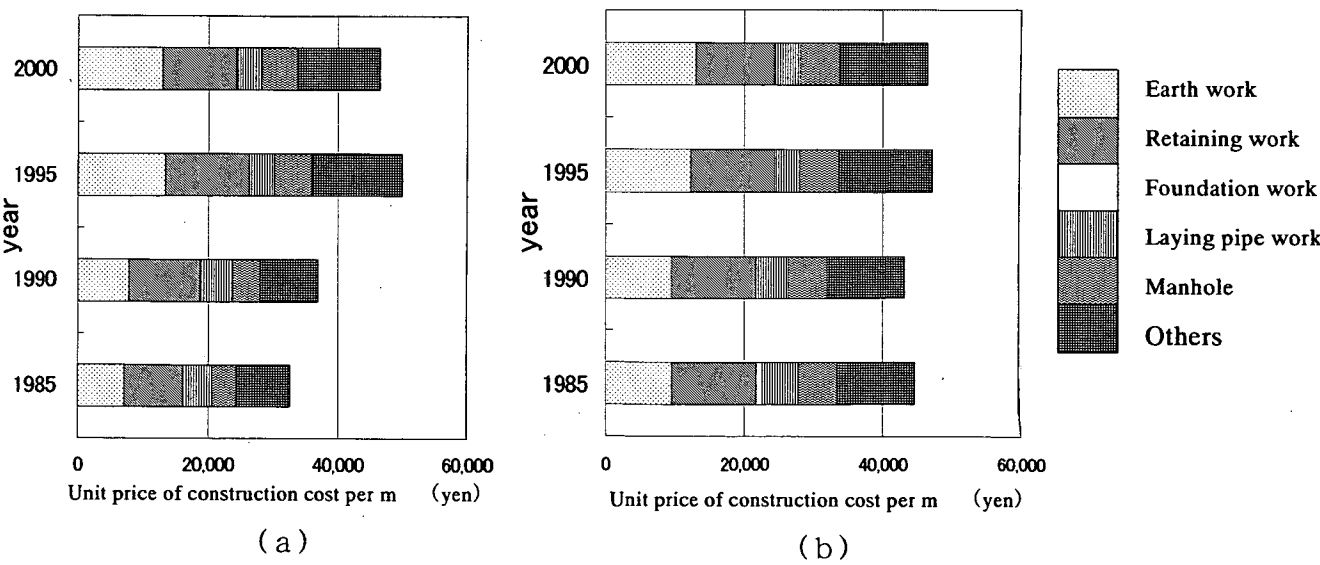 2000
1995
1990
1985
year
0 20,000 40,000 60,000
Unit price of construction cost per m (yen)
(a)
2000
1995
1990
1985
year
0 20,000 40,000 60,000
Unit price of construction cost per m (yen)
(b)
Earth work
Retaining work
Foundation work
Laying pipe work
Manhole
Others